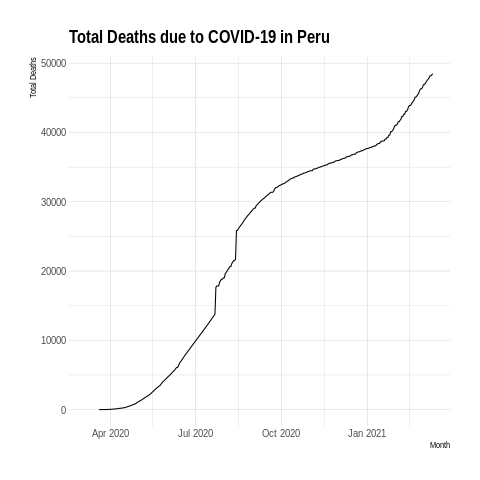 Total Deaths due to COVID-19 in Peru
Total Deaths
50000
40000
30000
20000
10000
0
Apr 2020 Jul 2020 Oct 2020 Jan 2021
Month